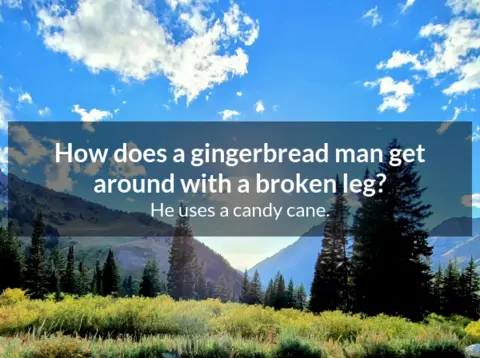 How does a gingerbread man get
around with a broken leg?
He uses a candy cane.